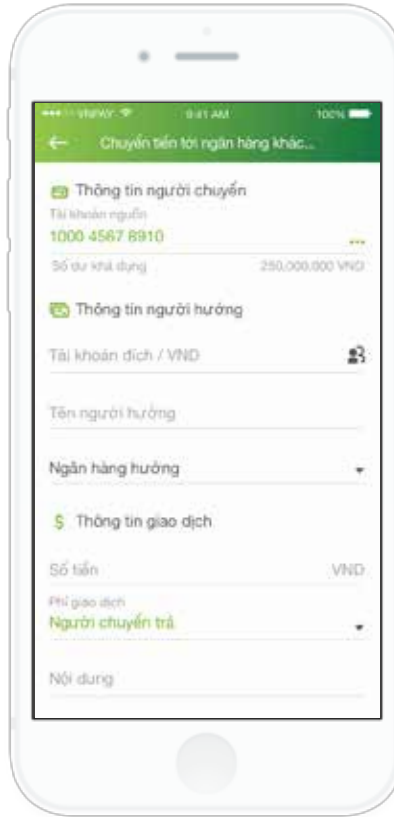 9:41 AM 100%
Chuyển tiền tới ngân hàng khác...
Thông tin người chuyển
Tài khoản nguồn
1000 4567 8910
Số dư khả dụng 250,000,000 VND
Thông tin người hưởng
Tài khoản đích / VND
Tên người hưởng
Ngân hàng hưởng
$ Thông tin giao dịch
Số tiền VND
Phí giao dịch
Người chuyển trả
Nội dung